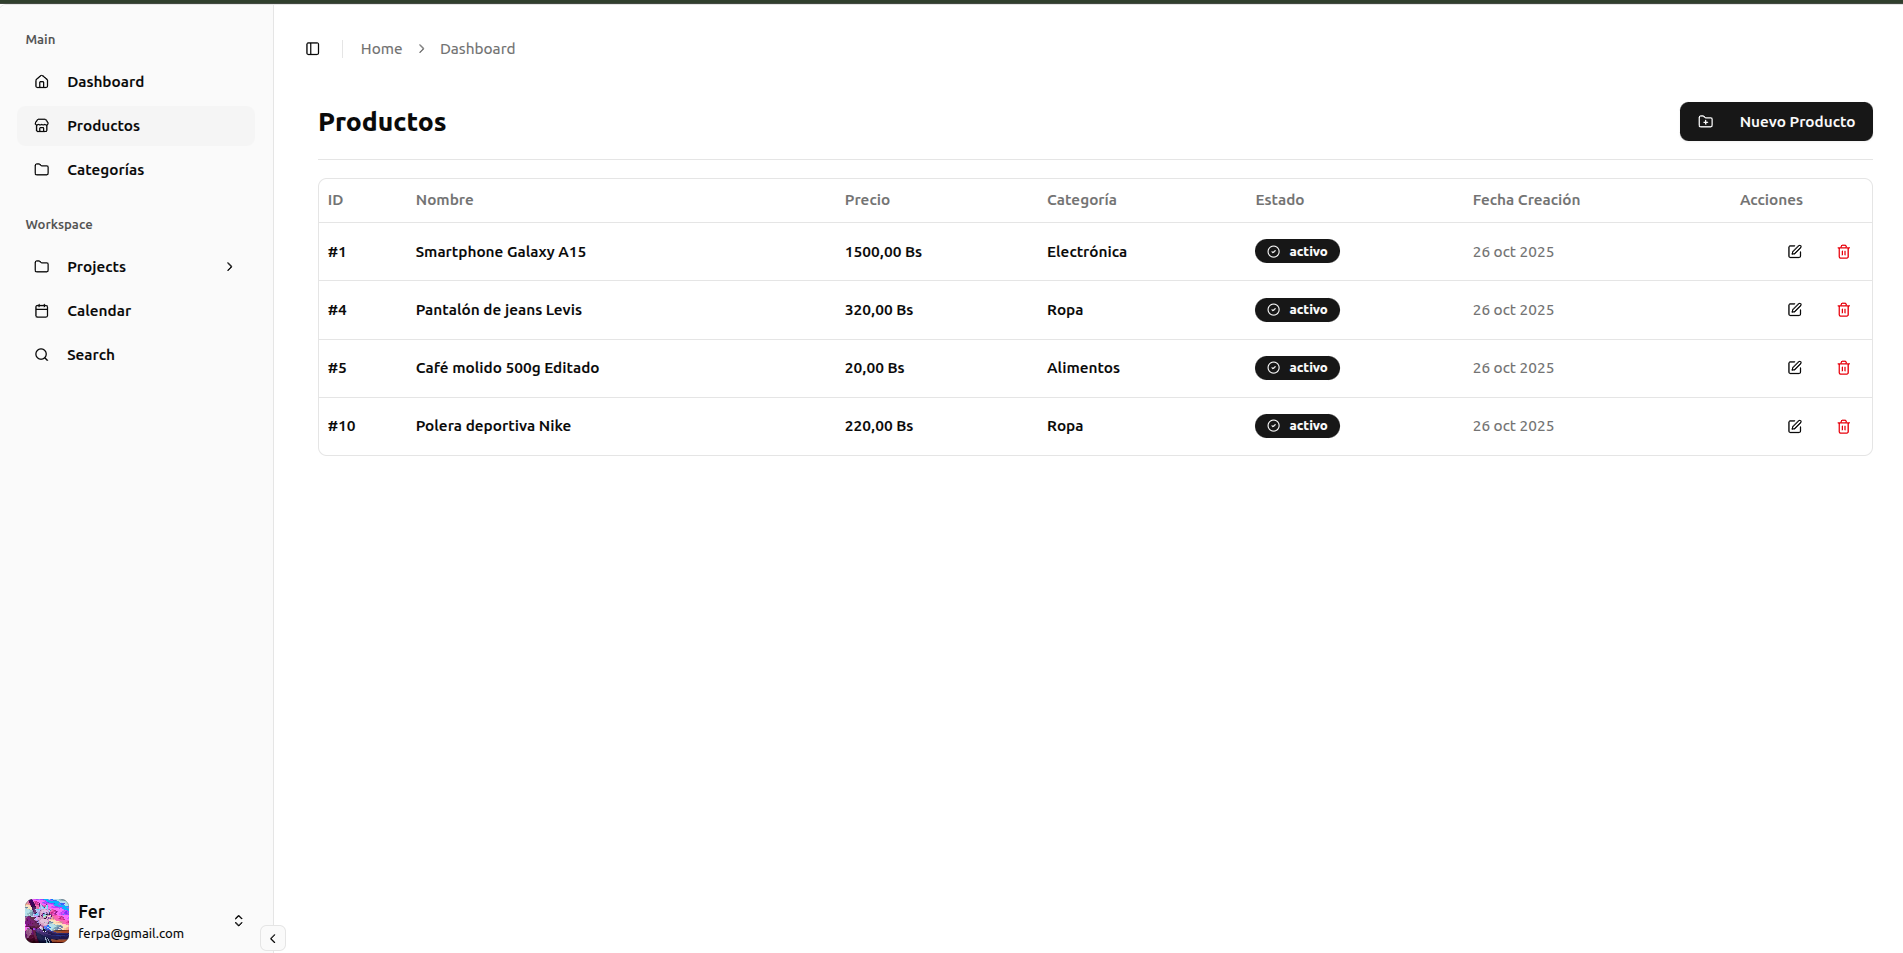 Main
Dashboard
Productos
Categorías
Workspace
Projects
Calendar
Search
Fer
ferpa@gmail.com
Home > Dashboard
Productos
Nuevo Producto
ID Nombre Precio Categoría Estado Fecha Creación Acciones
#1 Smartphone Galaxy A15 1500,00 Bs Electrónica activo 26 oct 2025
#4 Pantalón de jeans Levis 320,00 Bs Ropa activo 26 oct 2025
#5 Café molido 500g Editado 20,00 Bs Alimentos activo 26 oct 2025
#10 Polera deportiva Nike 220,00 Bs Ropa activo 26 oct 2025